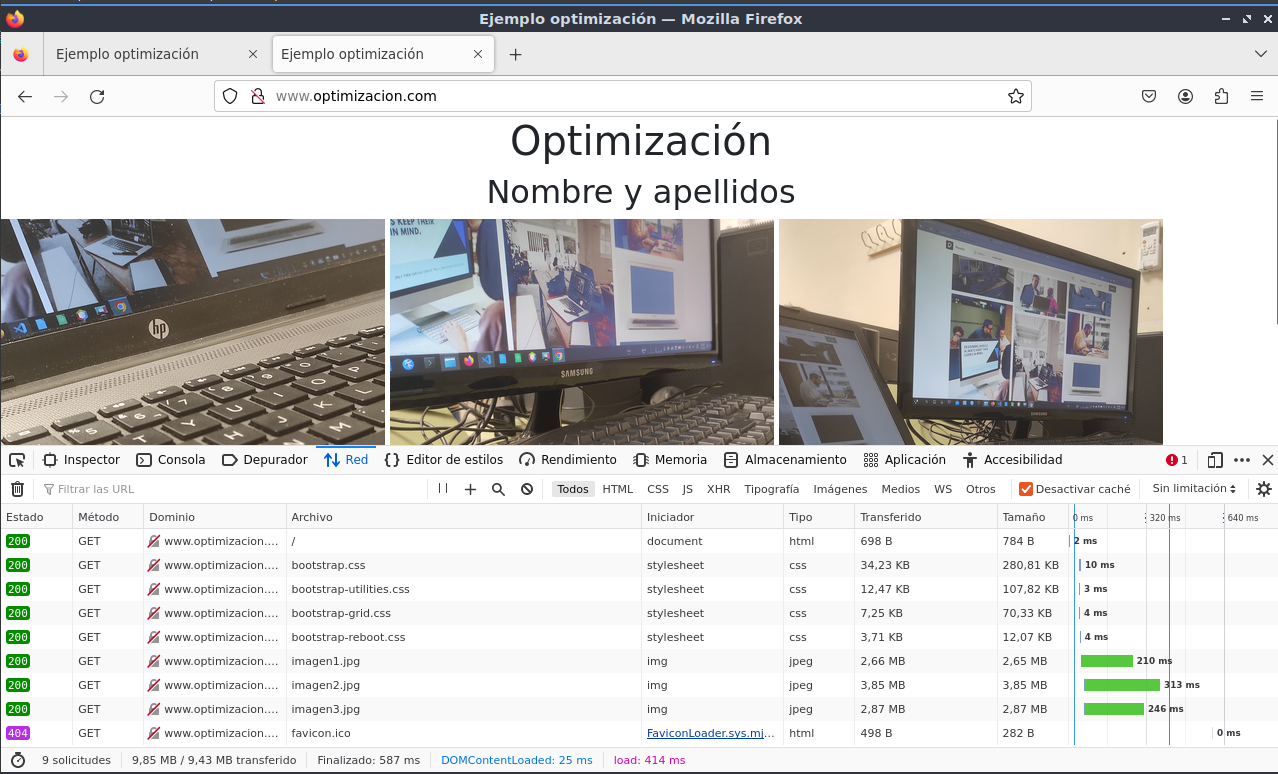 Ejemplo optimización — Mozilla Firefox
Ejemplo optimización Ejemplo optimización
www.optimizacion.com
Optimización
Nombre y apellidos
KEEP THEIR
IN MIND.
hp
SAMSUNG
SAMSUNG
Inspector Consola Depurador Red Editor de estilos Rendimiento Memoria Almacenamiento Aplicación Accesibilidad 1
Filtrar las URL Todos HTML CSS JS XHR Tipografía Imágenes Medios WS Otros Desactivar caché Sin limitación
Estado Método Dominio Archivo Iniciador Tipo Transferido Tamaño 0 ms 320 ms 640 ms
200 GET www.optimizacion.... / document html 698 B 784 B 2 ms
200 GET www.optimizacion.... bootstrap.css stylesheet css 34,23 KB 280,81 KB 10 ms
200 GET www.optimizacion.... bootstrap-utilities.css stylesheet css 12,47 KB 107,82 KB 3 ms
200 GET www.optimizacion.... bootstrap-grid.css stylesheet css 7,25 KB 70,33 KB 4 ms
200 GET www.optimizacion.... bootstrap-reboot.css stylesheet css 3,71 KB 12,07 KB 4 ms
200 GET www.optimizacion.... imagen1.jpg img jpeg 2,66 MB 2,65 MB 210 ms
200 GET www.optimizacion.... imagen2.jpg img jpeg 3,85 MB 3,85 MB 313 ms
200 GET www.optimizacion.... imagen3.jpg img jpeg 2,87 MB 2,87 MB 246 ms
404 GET www.optimizacion.... favicon.ico FaviconLoader.sys.mj... html 498 B 282 B 0 ms
9 solicitudes 9,85 MB / 9,43 MB transferido Finalizado: 587 ms DOMContentLoaded: 25 ms load: 414 ms